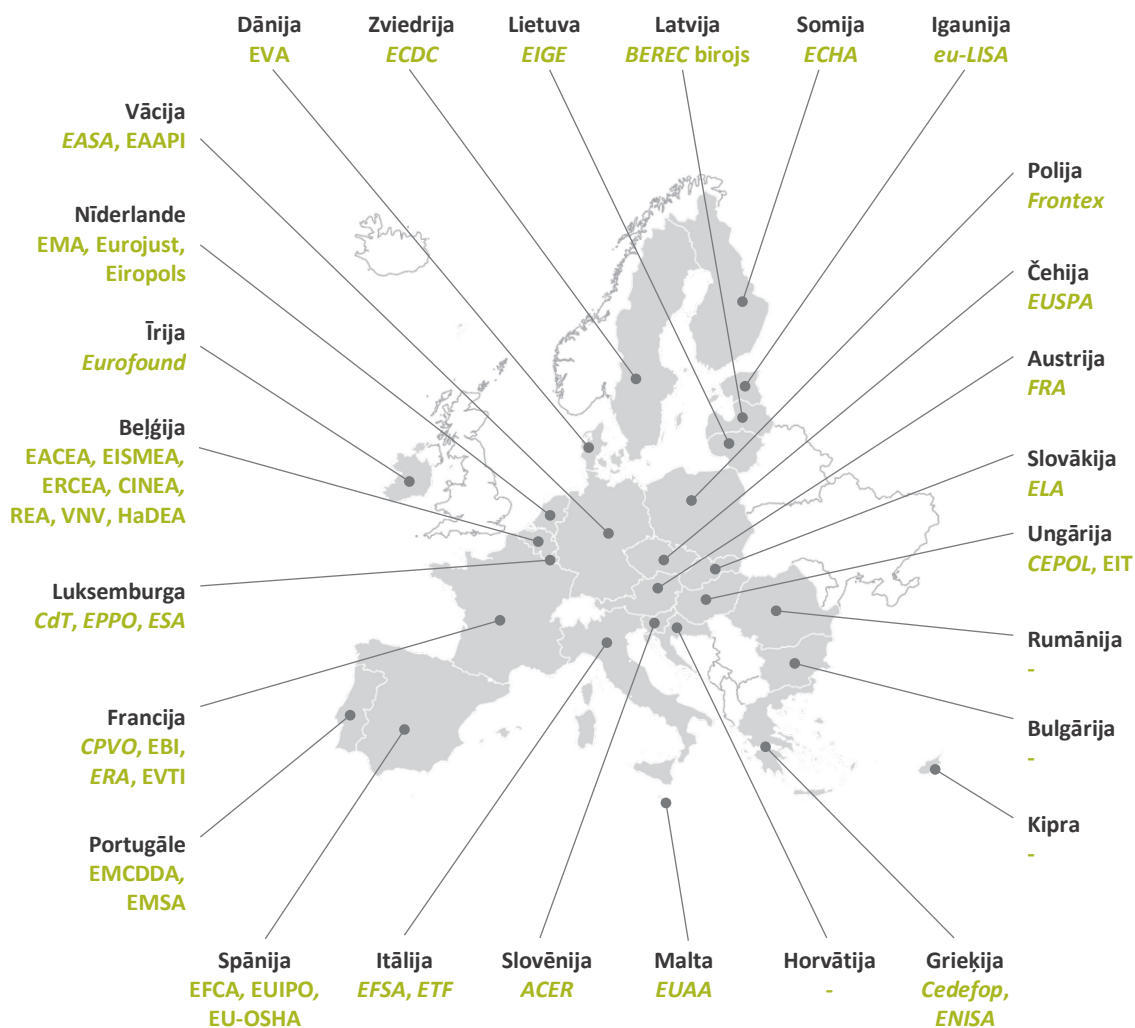 Dānija
EVA
Zviedrija
ECDC
Lietuva
EIGE
Latvija
BEREC birojs
Somija
ECHA
Igaunija
eu-LISA
Vācija
EASA, EAAPI
Nīderlande
EMA, Eurojust,
Eiropols
Īrija
Eurofound
Beļģija
EACEA, EISMEA,
ERCEA, CINEA,
REA, VNV, HaDEA
Luksemburga
CdT, EPPO, ESA
Francija
CPVO, EBI,
ERA, EVTI
Portugāle
EMCDDA,
EMSA
Polija
Frontex
Čehija
EUSPA
Austrija
FRA
Slovākija
ELA
Ungārija
CEPOL, EIT
Rumānija
-
Bulgārija
-
Kipra
-
Spānija
EFCA, EUIPO,
EU-OSHA
Itālija
EFSA, ETF
Slovēnija
ACER
Malta
EUAA
Horvātija
-
Grieķija
Cedefop,
ENISA